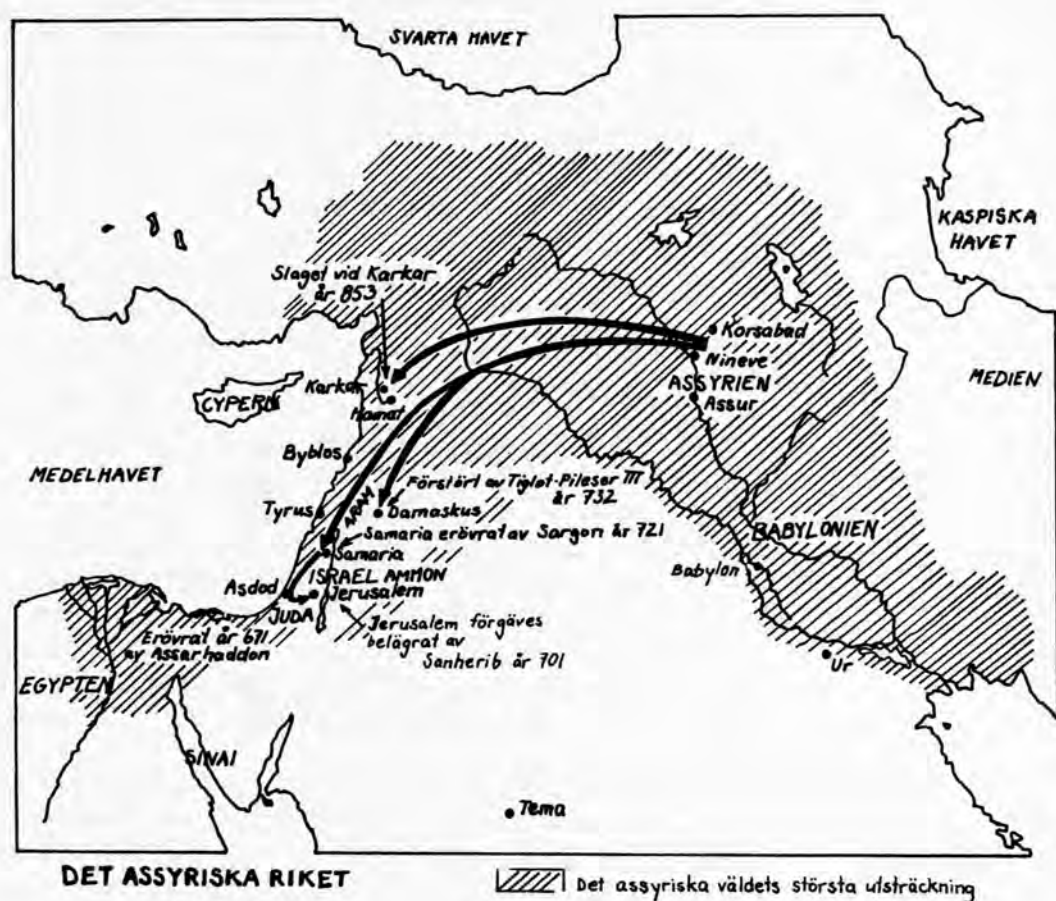 SVARTA HAVET
KASPISKA
HAVET
Slaget vid Karkar
år 853
Korsabad
Nineve
MEDIEN
ASSYRIEN
Assur
Karkar
Hamat
CYPERN
Byblos
MEDELHAVET
Förstört av Tiglat-Pileser III
år 732
Tyrus
ARAM
Damaskus
Samaria erövrat av Sargon år 721
BABYLONIEN
Samaria
Babylon
Asdod
ISRAEL AMMON
Jerusalem
JUDA
Jerusalem förgäves
belägrat av
Sanherib år 701
Erövrat år 671
av Assarhaddon
Ur
EGYPTEN
SINAI
Tema
DET ASSYRISKA RIKET
Det assyriska väldets största utsträckning